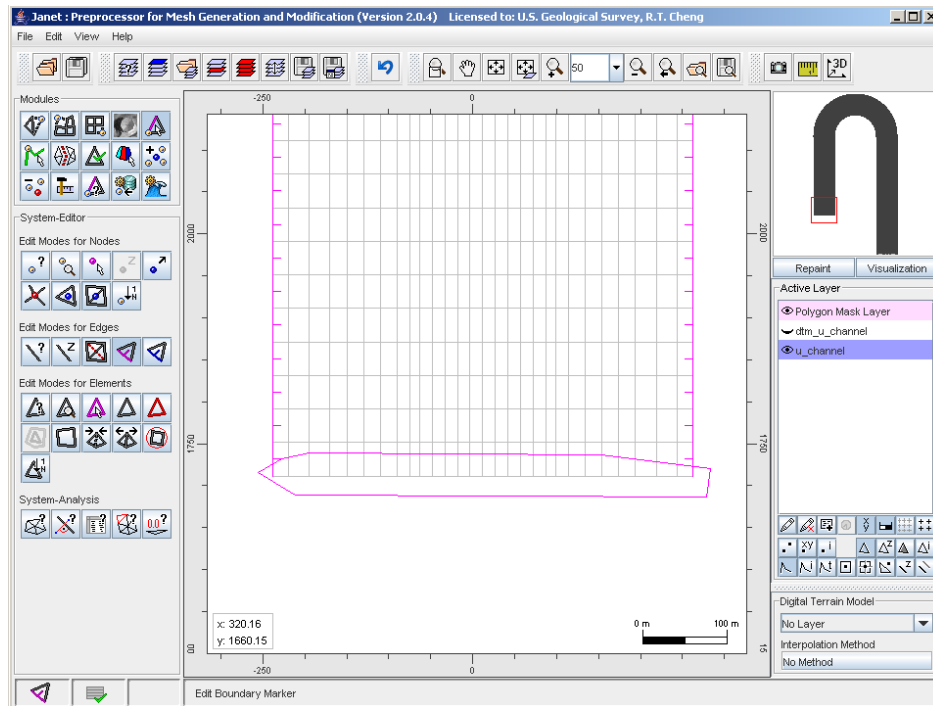 Janet : Preprocessor for Mesh Generation and Modification (Version 2.0.4) Licensed to: U.S. Geological Survey, R.T. Cheng
File Edit View Help
50
3D
Modules
System-Editor
Edit Modes for Nodes
Edit Modes for Edges
Edit Modes for Elements
System-Analysis
-250
0
2000
2000
1750
1750
00
15
x: 320.16
y: 1660.15
0 m
100 m
-250
0
Repaint
Visualization
Active Layer
Polygon Mask Layer
dtm_u_channel
u_channel
Digital Terrain Model
No Layer
Interpolation Method
No Method
Edit Boundary Marker